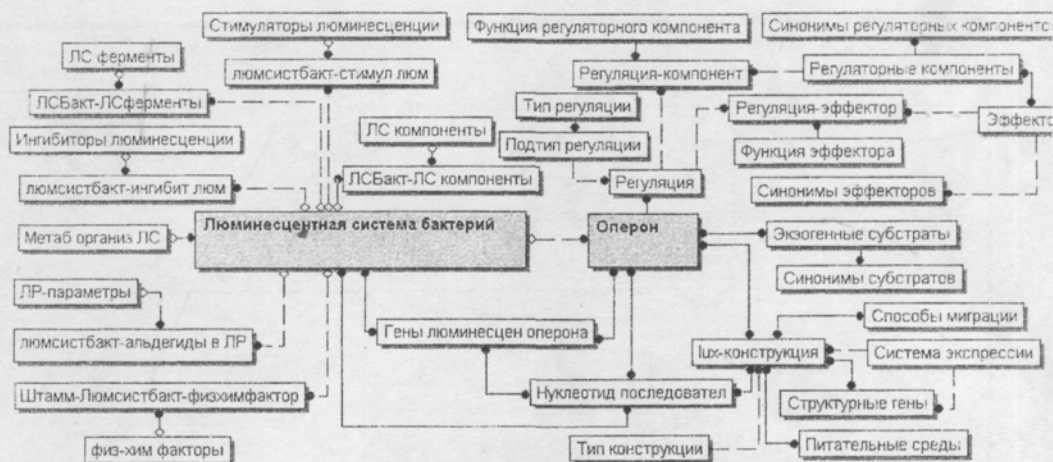 Стимуляторы люминесценции
Функция регуляторного компонента
Синонимы регуляторных компоненто
ЛС ферменты
люмсистбакт-стимул люм
Регуляция-компонент
Регуляторные компоненты
ЛСБакт-ЛСферменты
Тип регуляции
Регуляция-эффектор
Эффекто
Ингибиторы люминесценции
ЛС компоненты
Подтип регуляции
Функция эффектора
люмсистбакт-ингибит люм
ЛСБакт-ЛС компоненты
Регуляция
Синонимы эффекторов
Метаб организ ЛС
Люминесцентная система бактерий
Оперон
Экзогенные субстраты
Синонимы субстратов
ЛР-параметры
Гены люминесцен оперона
Способы миграции
люмсистбакт-альдегиды в ЛР
lux-конструкция
Система экспрессии
Штамм-Люмсистбакт-физхимфактор
Нуклеотид последовател
Структурные гены
физ-хим факторы
Тип конструкции
Питательные среды